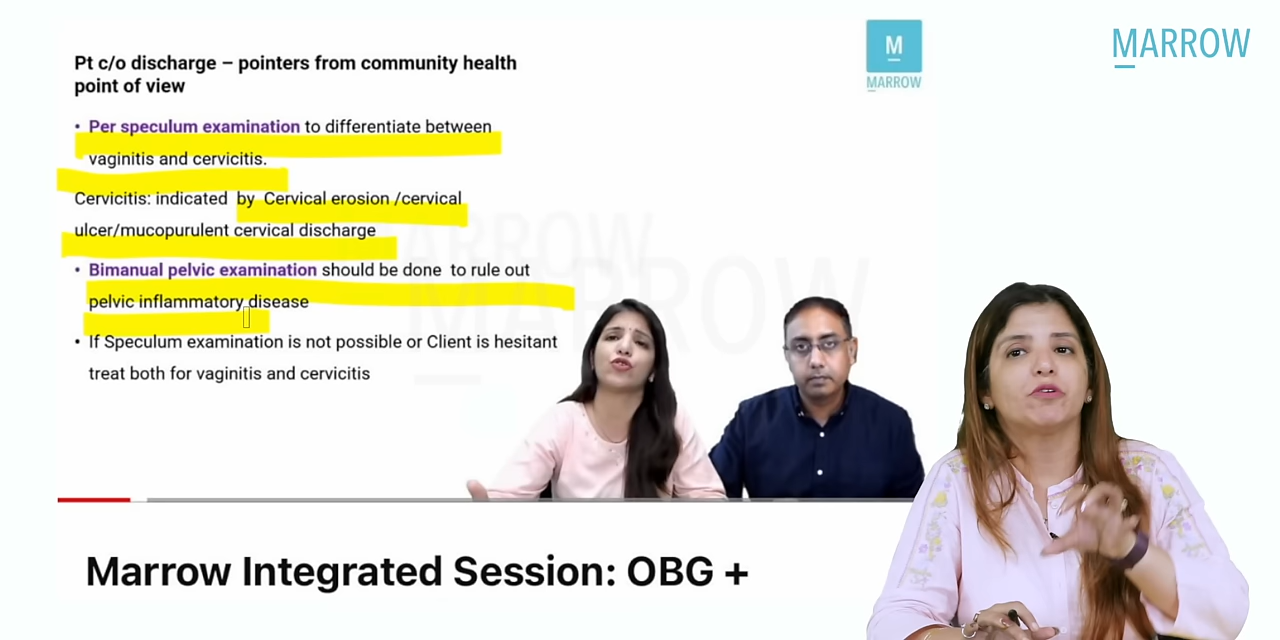 MARROW
M
MARROW
Pt c/o discharge – pointers from community health
point of view
• Per speculum examination to differentiate between
vaginitis and cervicitis.
Cervicitis: indicated by Cervical erosion /cervical
ulcer/mucopurulent cervical discharge
• Bimanual pelvic examination should be done to rule out
pelvic inflammatory disease
• If Speculum examination is not possible or Client is hesitant
treat both for vaginitis and cervicitis
MARROW
MARROW
Marrow Integrated Session: OBG +